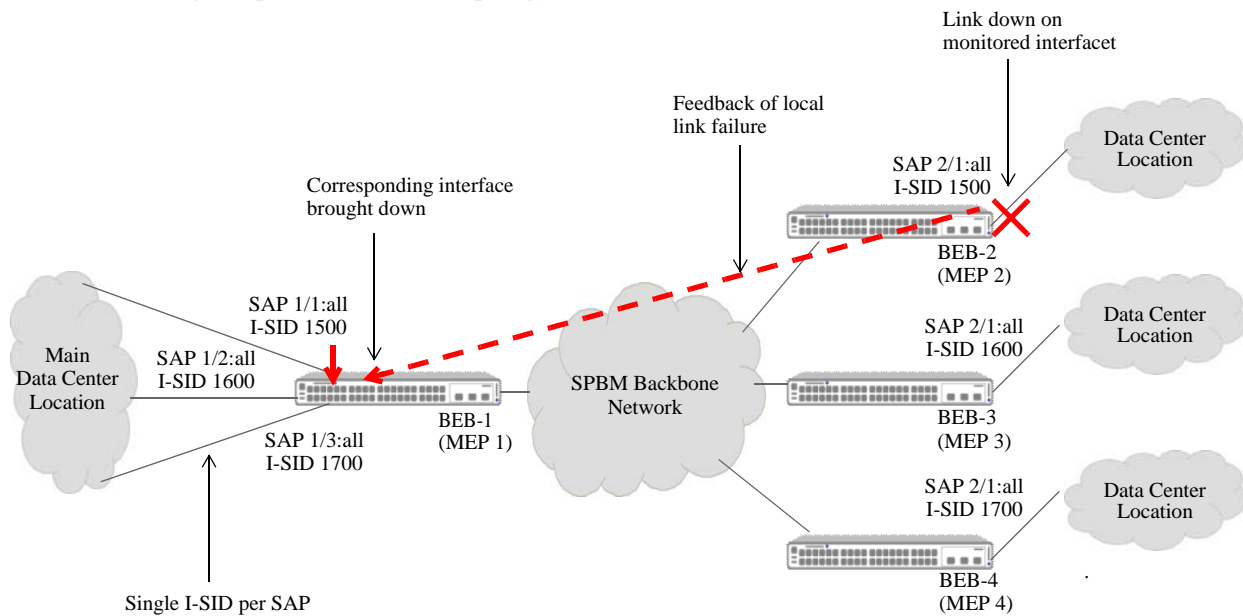 Link down on
monitored interfacet
Feedback of local
link failure
Data Center
Location
SAP 2/1:all
I-SID 1500
Corresponding interface
brought down
BEB-2
(MEP 2)
SAP 1/1:all
I-SID 1500
SAP 2/1:all
I-SID 1600
Data Center
Location
Main
Data Center
Location
SAP 1/2:all
I-SID 1600
SPBM Backbone
Network
BEB-1
(MEP 1)
BEB-3
(MEP 3)
SAP 1/3:all
I-SID 1700
SAP 2/1:all
I-SID 1700
Data Center
Location
BEB-4
(MEP 4)
Single I-SID per SAP